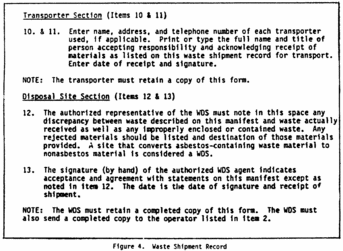 Transporter Section (Items 10 & 11)
10. & 11. Enter name, address, and telephone number of each transporter
used, if applicable. Print or type the full name and title of
person accepting responsibility and acknowledging receipt of
materials as listed on this waste shipment record for transport.
Enter date of receipt and signature.
NOTE: The transporter must retain a copy of this form.
Disposal Site Section (Items 12 & 13)
12. The authorized representative of the WDS must note in this space any
discrepancy between waste described on this manifest and waste actually
received as well as any improperly enclosed or contained waste. Any
rejected materials should be listed and destination of those materials
provided. A site that converts asbestos-containing waste material to
nonasbestos material is considered a WDS.
13. The signature (by hand) of the authorized WDS agent indicates
acceptance and agreement with statements on this manifest except as
noted in item 12. The date is the date of signature and receipt of
shipment.
NOTE: The WDS must retain a completed copy of this form. The WDS must
also send a completed copy to the operator listed in item 2.
Figure 4. Waste Shipment Record